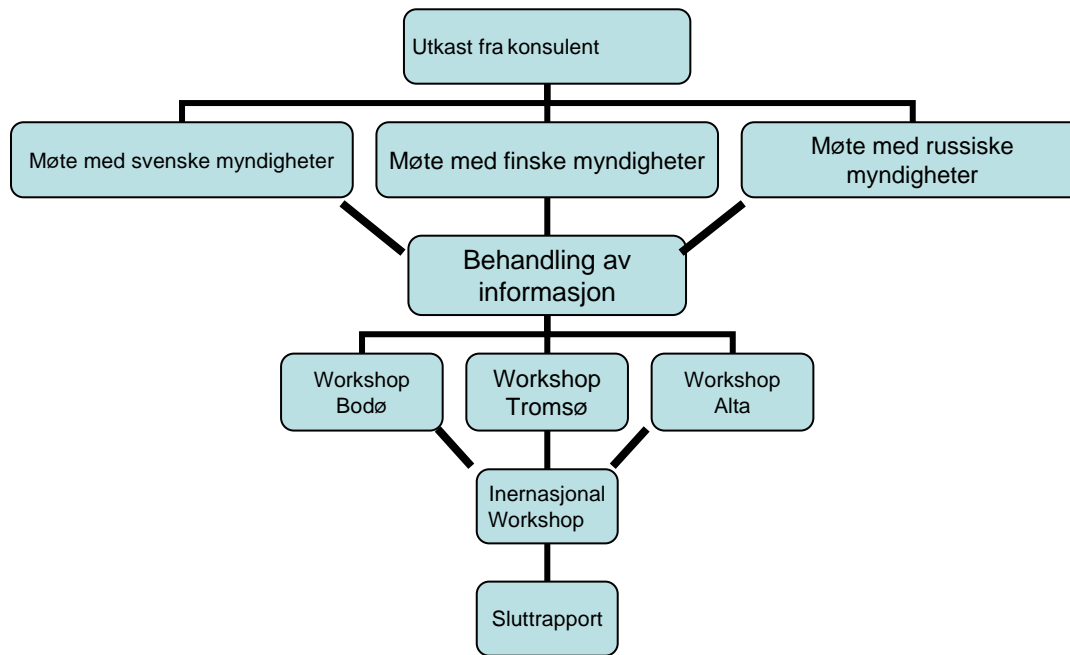 Utkast fra konsulent
Møte med svenske myndigheter
Møte med finske myndigheter
Møte med russiske
myndigheter
Behandling av
informasjon
Workshop
Bodø
Workshop
Tromsø
Workshop
Alta
Inernasjonal
Workshop
Sluttrapport